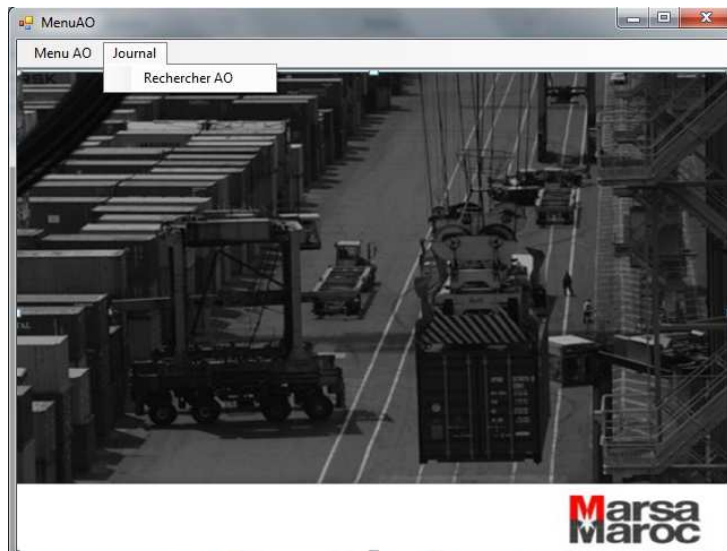 MenuAO
Menu AO Journal
Rechercher AO
Marsa
Maroc